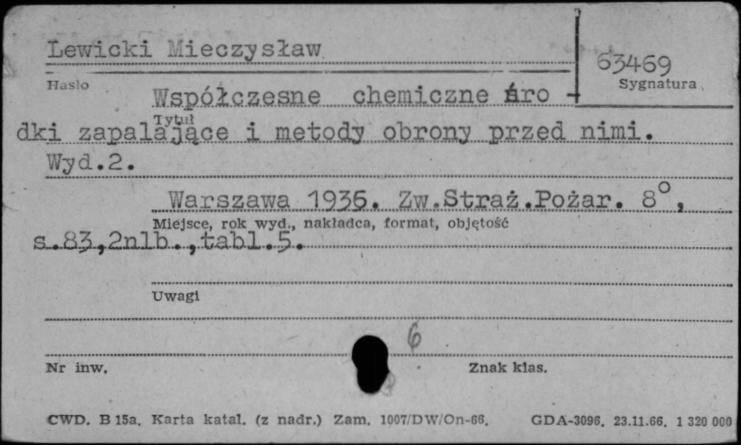 Lewicki Mieczysław
63469
Hasło
Sygnatura
Współczesne chemiczne śro -
Tytuł
dki zapalające i metody obrony przed nimi.
Wyd.2.
Warszawa 1936. Zw.Straż.Pożar. 8°,
Miejsce, rok wyd., nakładca, format, objętość
s.83,2nlb.,tabl.5.
Uwagi
6
Nr inw.
Znak klas.
CWD. B 15a. Karta katal. (z nadr.) Zam. 1007/DW/On-66. GDA-3096. 23.11.66. 1 320 000